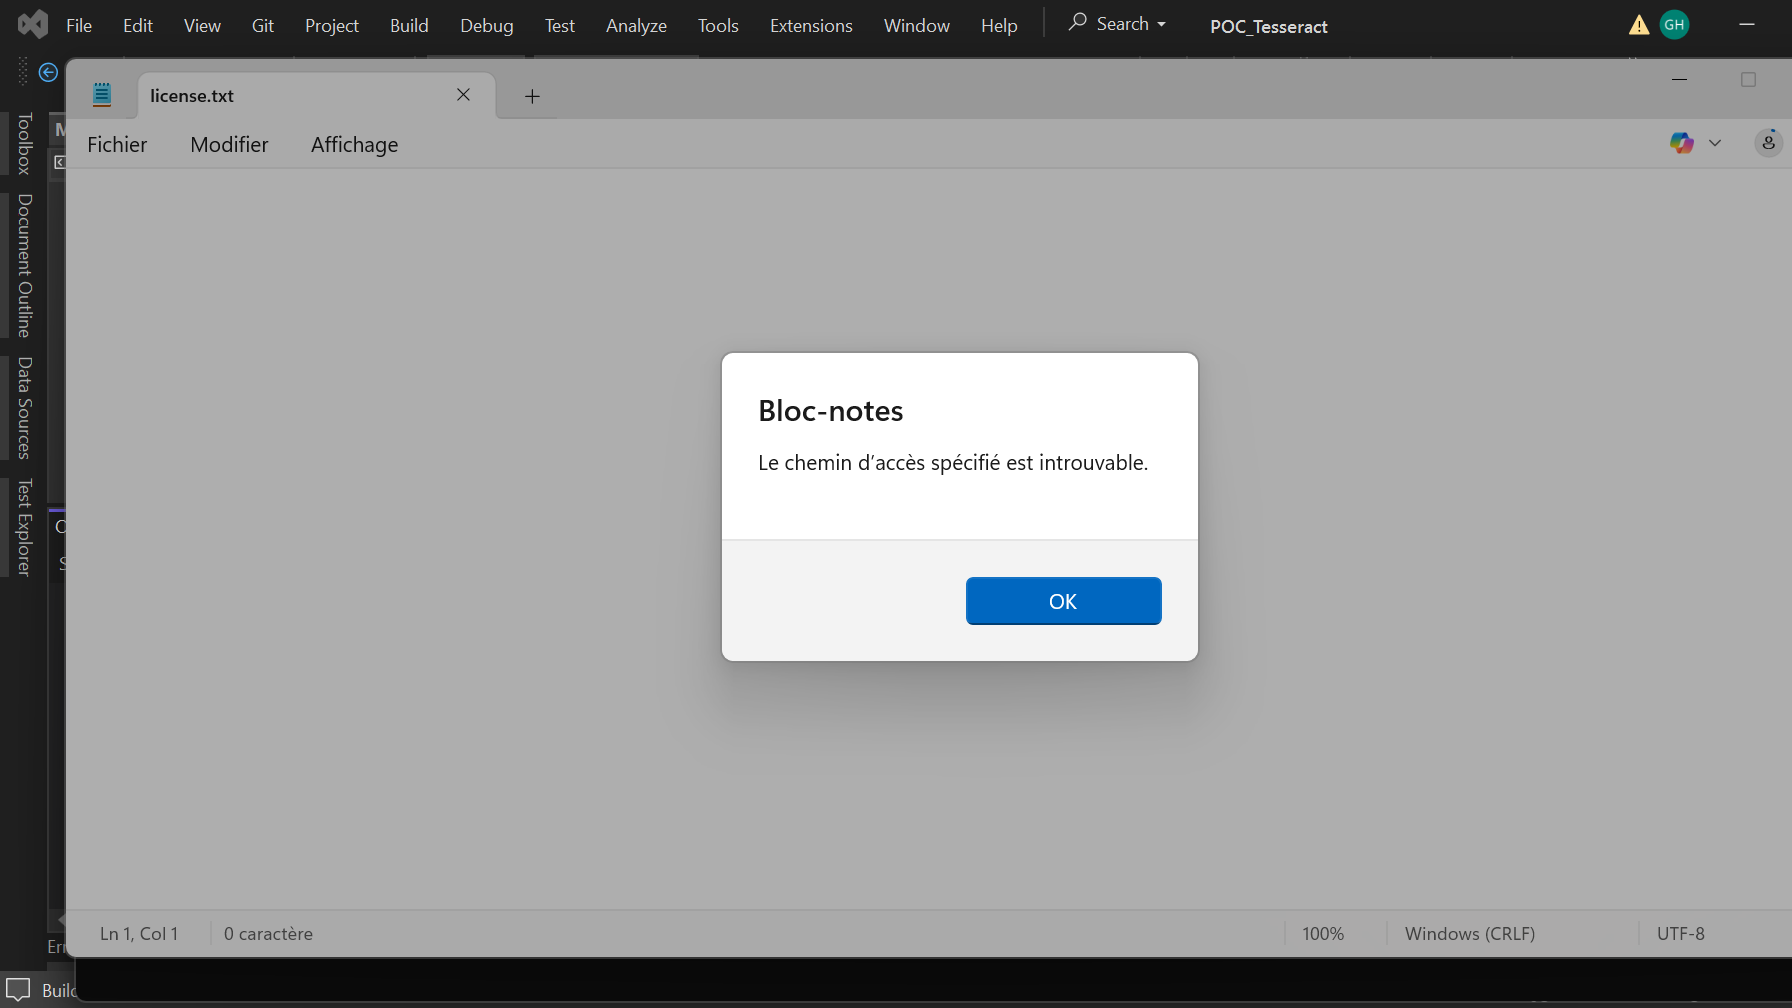 File Edit View Git Project Build Debug Test Analyze Tools Extensions Window Help Search POC_Tesseract GH
license.txt
Fichier Modifier Affichage
Toolbox
Document Outline
Data Sources
Test Explorer
Bloc-notes
Le chemin d’accès spécifié est introuvable.
OK
Ln 1, Col 1 0 caractère 100% Windows (CRLF) UTF-8